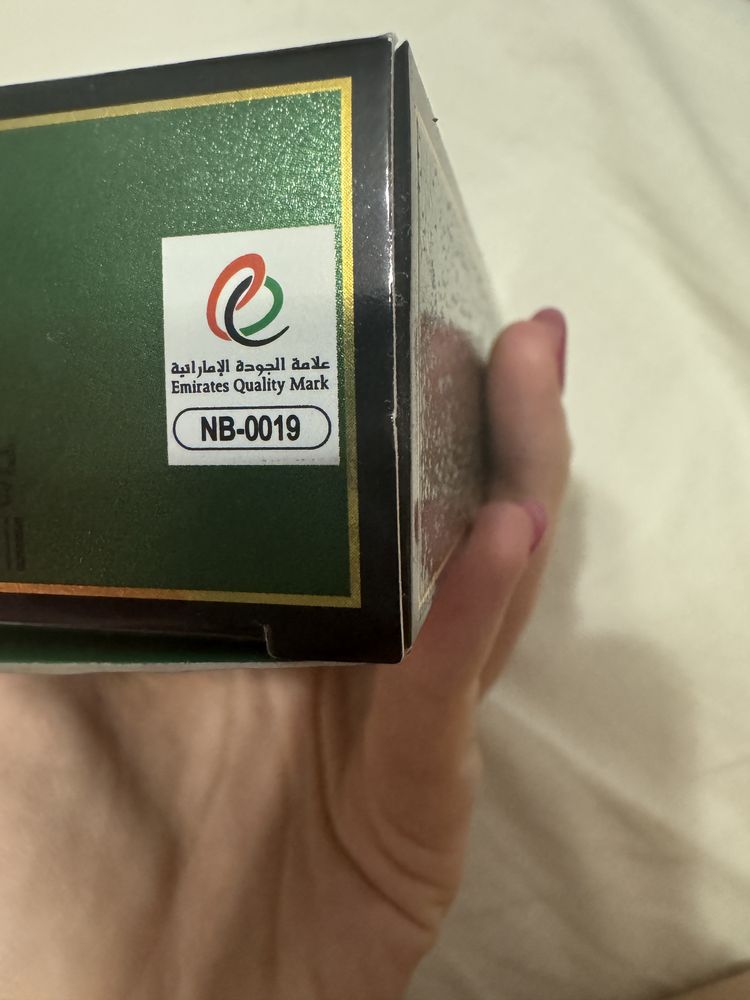 علامة الجودة الإماراتية
Emirates Quality Mark
NB-0019